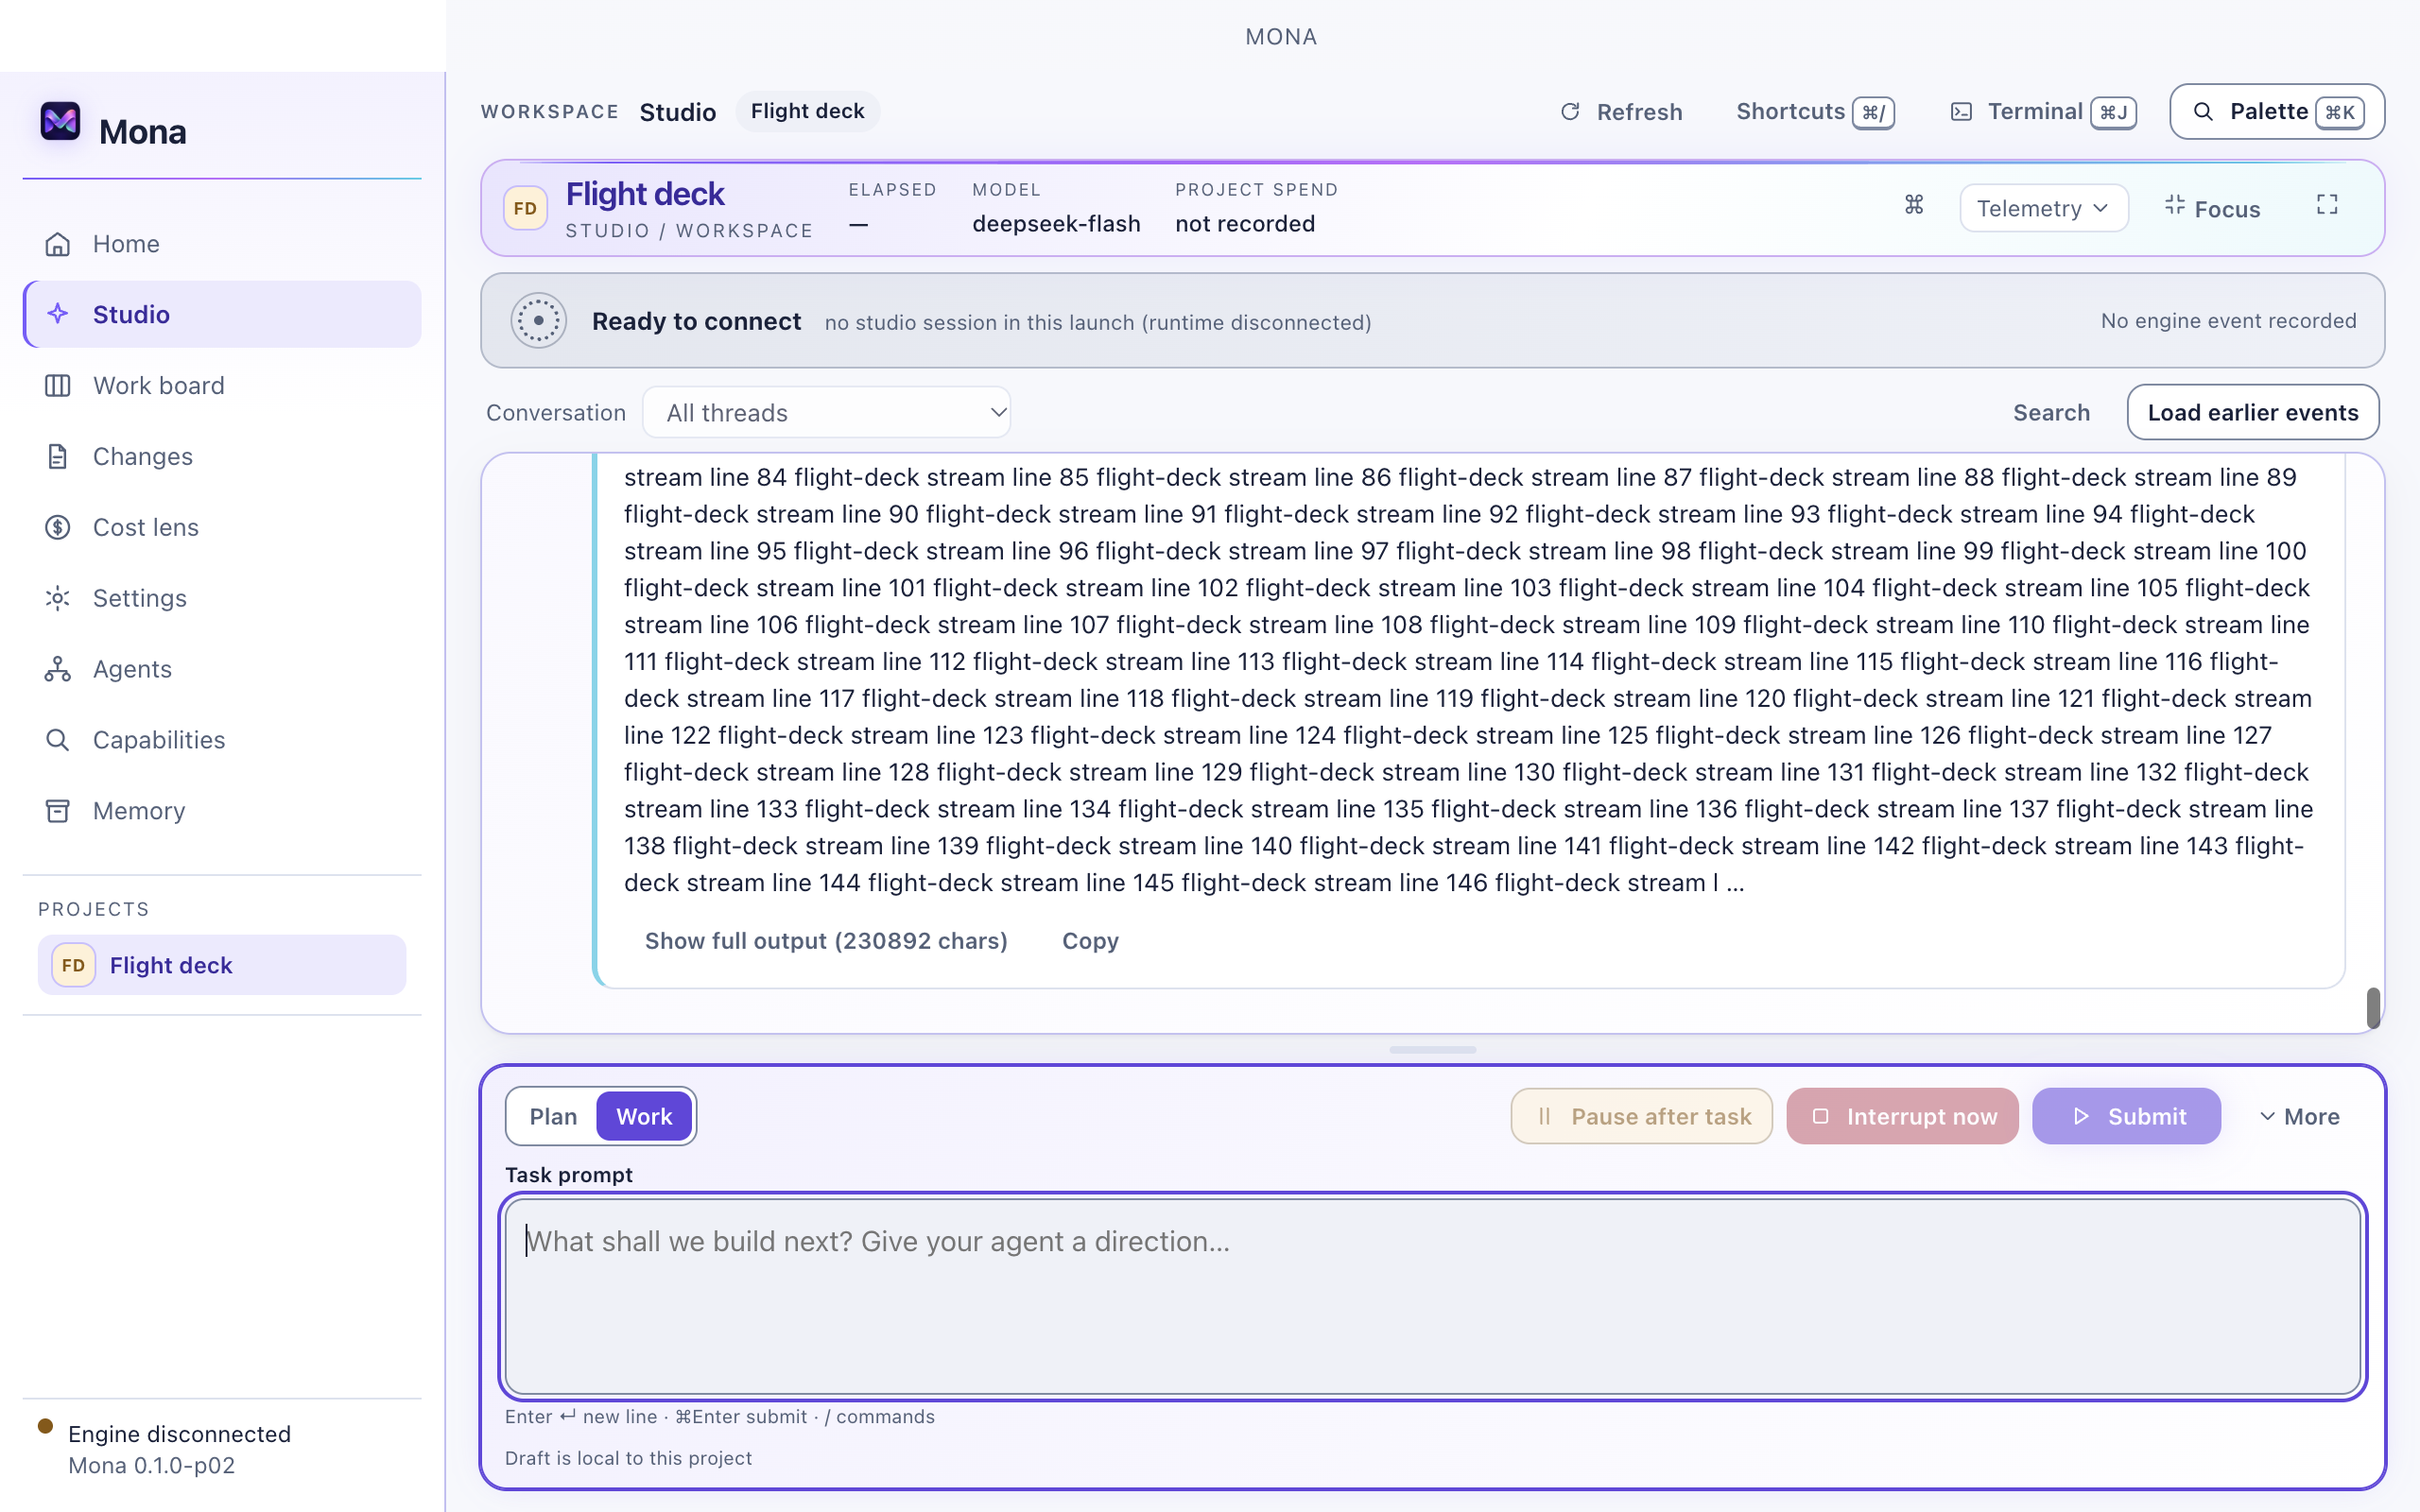 MONA
Mona
Home
Studio
Work board
Changes
Cost lens
Settings
Agents
Capabilities
Memory
PROJECTS
FD Flight deck
Engine disconnected
Mona 0.1.0-p02
WORKSPACE Studio Flight deck Refresh Shortcuts ⌘/ Terminal ⌘J Palette ⌘K
FD Flight deck
STUDIO / WORKSPACE
ELAPSED
—
MODEL
deepseek-flash
PROJECT SPEND
not recorded
⌘ Telemetry Focus
Ready to connect no studio session in this launch (runtime disconnected) No engine event recorded
Conversation All threads Search Load earlier events
stream line 84 flight-deck stream line 85 flight-deck stream line 86 flight-deck stream line 87 flight-deck stream line 88 flight-deck stream line 89
flight-deck stream line 90 flight-deck stream line 91 flight-deck stream line 92 flight-deck stream line 93 flight-deck stream line 94 flight-deck
stream line 95 flight-deck stream line 96 flight-deck stream line 97 flight-deck stream line 98 flight-deck stream line 99 flight-deck stream line 100
flight-deck stream line 101 flight-deck stream line 102 flight-deck stream line 103 flight-deck stream line 104 flight-deck stream line 105 flight-deck
stream line 106 flight-deck stream line 107 flight-deck stream line 108 flight-deck stream line 109 flight-deck stream line 110 flight-deck stream line
111 flight-deck stream line 112 flight-deck stream line 113 flight-deck stream line 114 flight-deck stream line 115 flight-deck stream line 116 flight-
deck stream line 117 flight-deck stream line 118 flight-deck stream line 119 flight-deck stream line 120 flight-deck stream line 121 flight-deck stream
line 122 flight-deck stream line 123 flight-deck stream line 124 flight-deck stream line 125 flight-deck stream line 126 flight-deck stream line 127
flight-deck stream line 128 flight-deck stream line 129 flight-deck stream line 130 flight-deck stream line 131 flight-deck stream line 132 flight-deck
stream line 133 flight-deck stream line 134 flight-deck stream line 135 flight-deck stream line 136 flight-deck stream line 137 flight-deck stream line
138 flight-deck stream line 139 flight-deck stream line 140 flight-deck stream line 141 flight-deck stream line 142 flight-deck stream line 143 flight-
deck stream line 144 flight-deck stream line 145 flight-deck stream line 146 flight-deck stream l ...
Show full output (230892 chars) Copy
Plan Work Pause after task Interrupt now Submit More
Task prompt
What shall we build next? Give your agent a direction...
Enter ↵ new line · ⌘Enter submit · / commands
Draft is local to this project